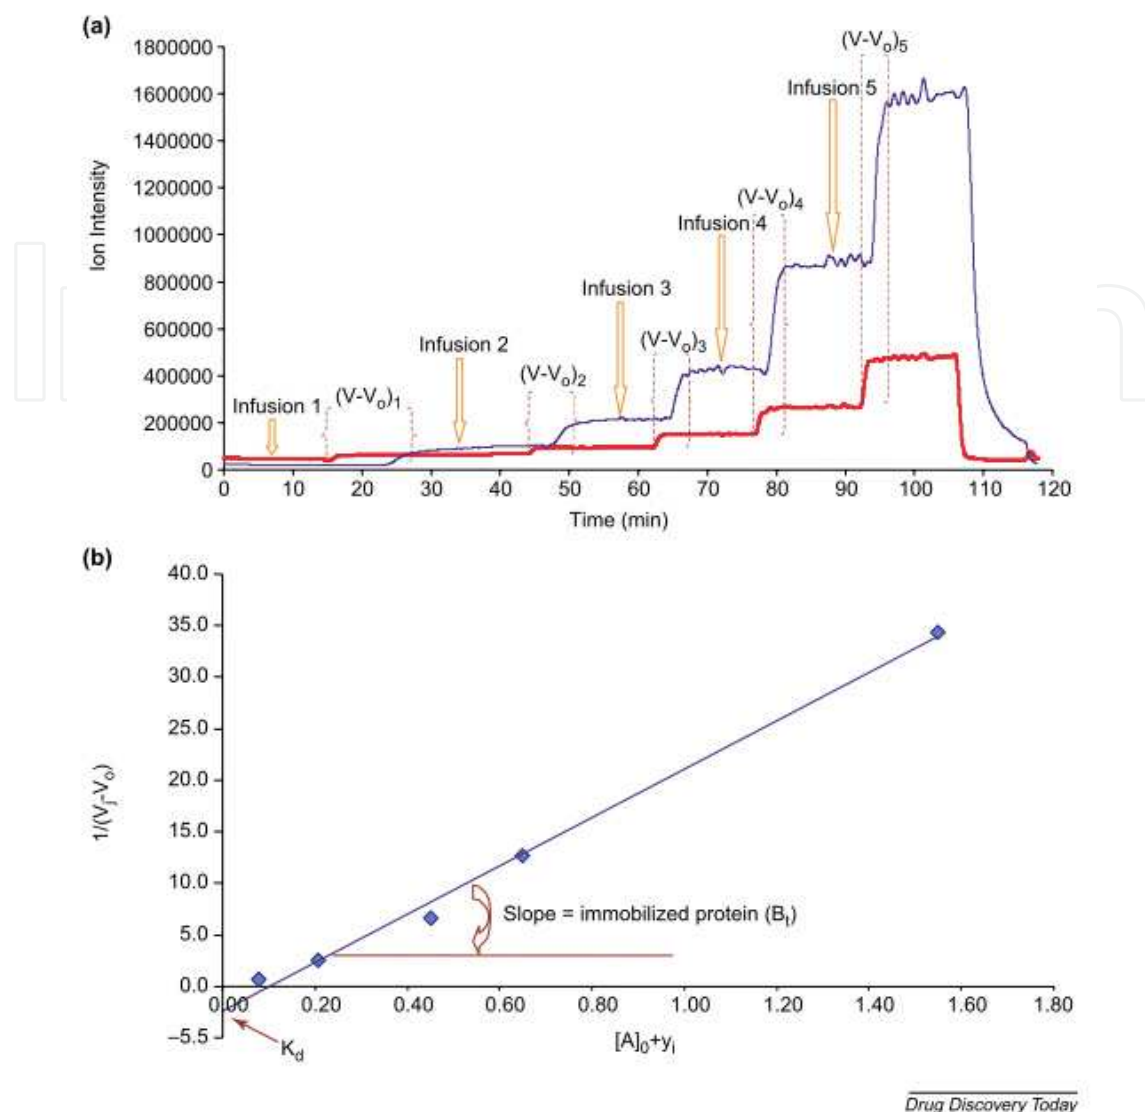 (a)
1800000
1600000
1400000
1200000
1000000
800000
600000
400000
200000
0
Ion Intensity
Infusion 1
(V-Vo)1
Infusion 2
(V-Vo)2
Infusion 3
(V-Vo)3
Infusion 4
(V-Vo)4
Infusion 5
(V-Vo)5
0 10 20 30 40 50 60 70 80 90 100 110 120
Time (min)
(b)
40.0
35.0
30.0
25.0
20.0
15.0
10.0
5.0
0.0
–5.5
1/(Vj-Vo)
Slope = immobilized protein (Bt)
0.00 0.20 0.40 0.60 0.80 1.00 1.20 1.40 1.60 1.80
Kd
[A]0+yi
Drug Discovery Today